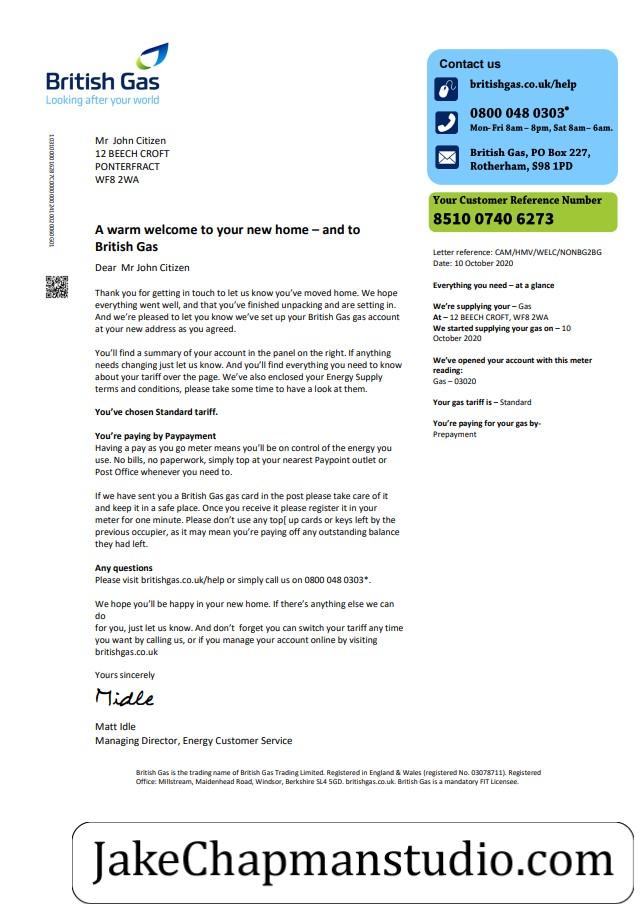 British Gas
Looking after your world
Contact us
britishgas.co.uk/help
0800 048 0303*
Mon- Fri 8am – 8pm, Sat 8am– 6am.
British Gas, PO Box 227,
Rotherham, S98 1PD
Your Customer Reference Number
8510 0740 6273
Mr  John Citizen
12 BEECH CROFT
PONTERFRACT
WF8 2WA
A warm welcome to your new home – and to
British Gas
Dear  Mr John Citizen
Thank you for getting in touch to let us know you’ve moved home. We hope
everything went well, and that you’ve finished unpacking and are setting in.
And we’re pleased to let you know we’ve set up your British Gas gas account
at your new address as you agreed.
You’ll find a summary of your account in the panel on the right. If anything
needs changing just let us know. And you’ll find everything you need to know
about your tariff over the page. We’ve also enclosed your Energy Supply
terms and conditions, please take some time to have a look at them.
You’ve chosen Standard tariff.
You’re paying by Paypayment
Having a pay as you go meter means you’ll be on control of the energy you
use. No bills, no paperwork, simply top at your nearest Paypoint outlet or
Post Office whenever you need to.
If we have sent you a British Gas gas card in the post please take care of it
and keep it in a safe place. Once you receive it please register it in your
meter for one minute. Please don’t use any top[ up cards or keys left by the
previous occupier, as it may mean you’re paying off any outstanding balance
they had left.
Any questions
Please visit britishgas.co.uk/help or simply call us on 0800 048 0303*.
We hope you’ll be happy in your new home. If there’s anything else we can
do
for you, just let us know. And don’t  forget you can switch your tariff any time
you want by calling us, or if you manage your account online by visiting
britishgas.co.uk
Yours sincerely
Midle
Matt Idle
Managing Director, Energy Customer Service
Letter reference: CAM/HMV/WELC/NONBG2BG
Date: 10 October 2020
Everything you need – at a glance
We’re supplying your – Gas
At – 12 BEECH CROFT, WF8 2WA
We started supplying your gas on – 10
October 2020
We’ve opened your account with this meter
reading:
Gas – 03020
Your gas tariff is – Standard
You’re paying for your gas by-
Prepayment
British Gas is the trading name of British Gas Trading Limited. Registered in England & Wales (registered No. 03078711). Registered
Office: Millstream, Maidenhead Road, Windsor, Berkshire SL4 5GD. britishgas.co.uk. British Gas is a mandatory FIT Licensee.
JakeChapmanstudio.com